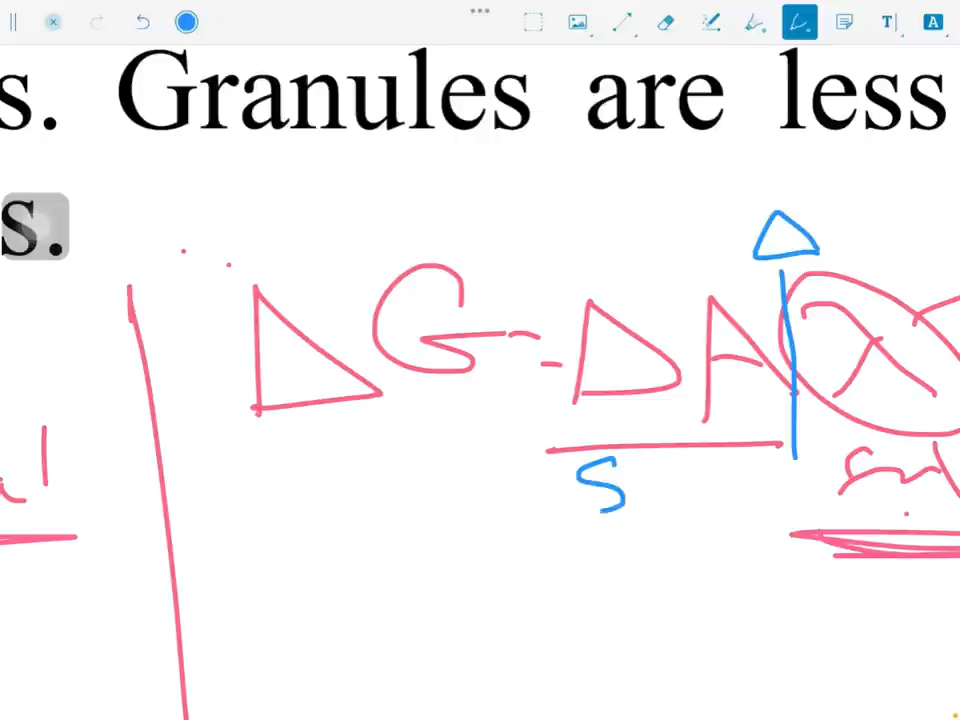 s. Granules are less
s.
ΔG = ΔA γ
S